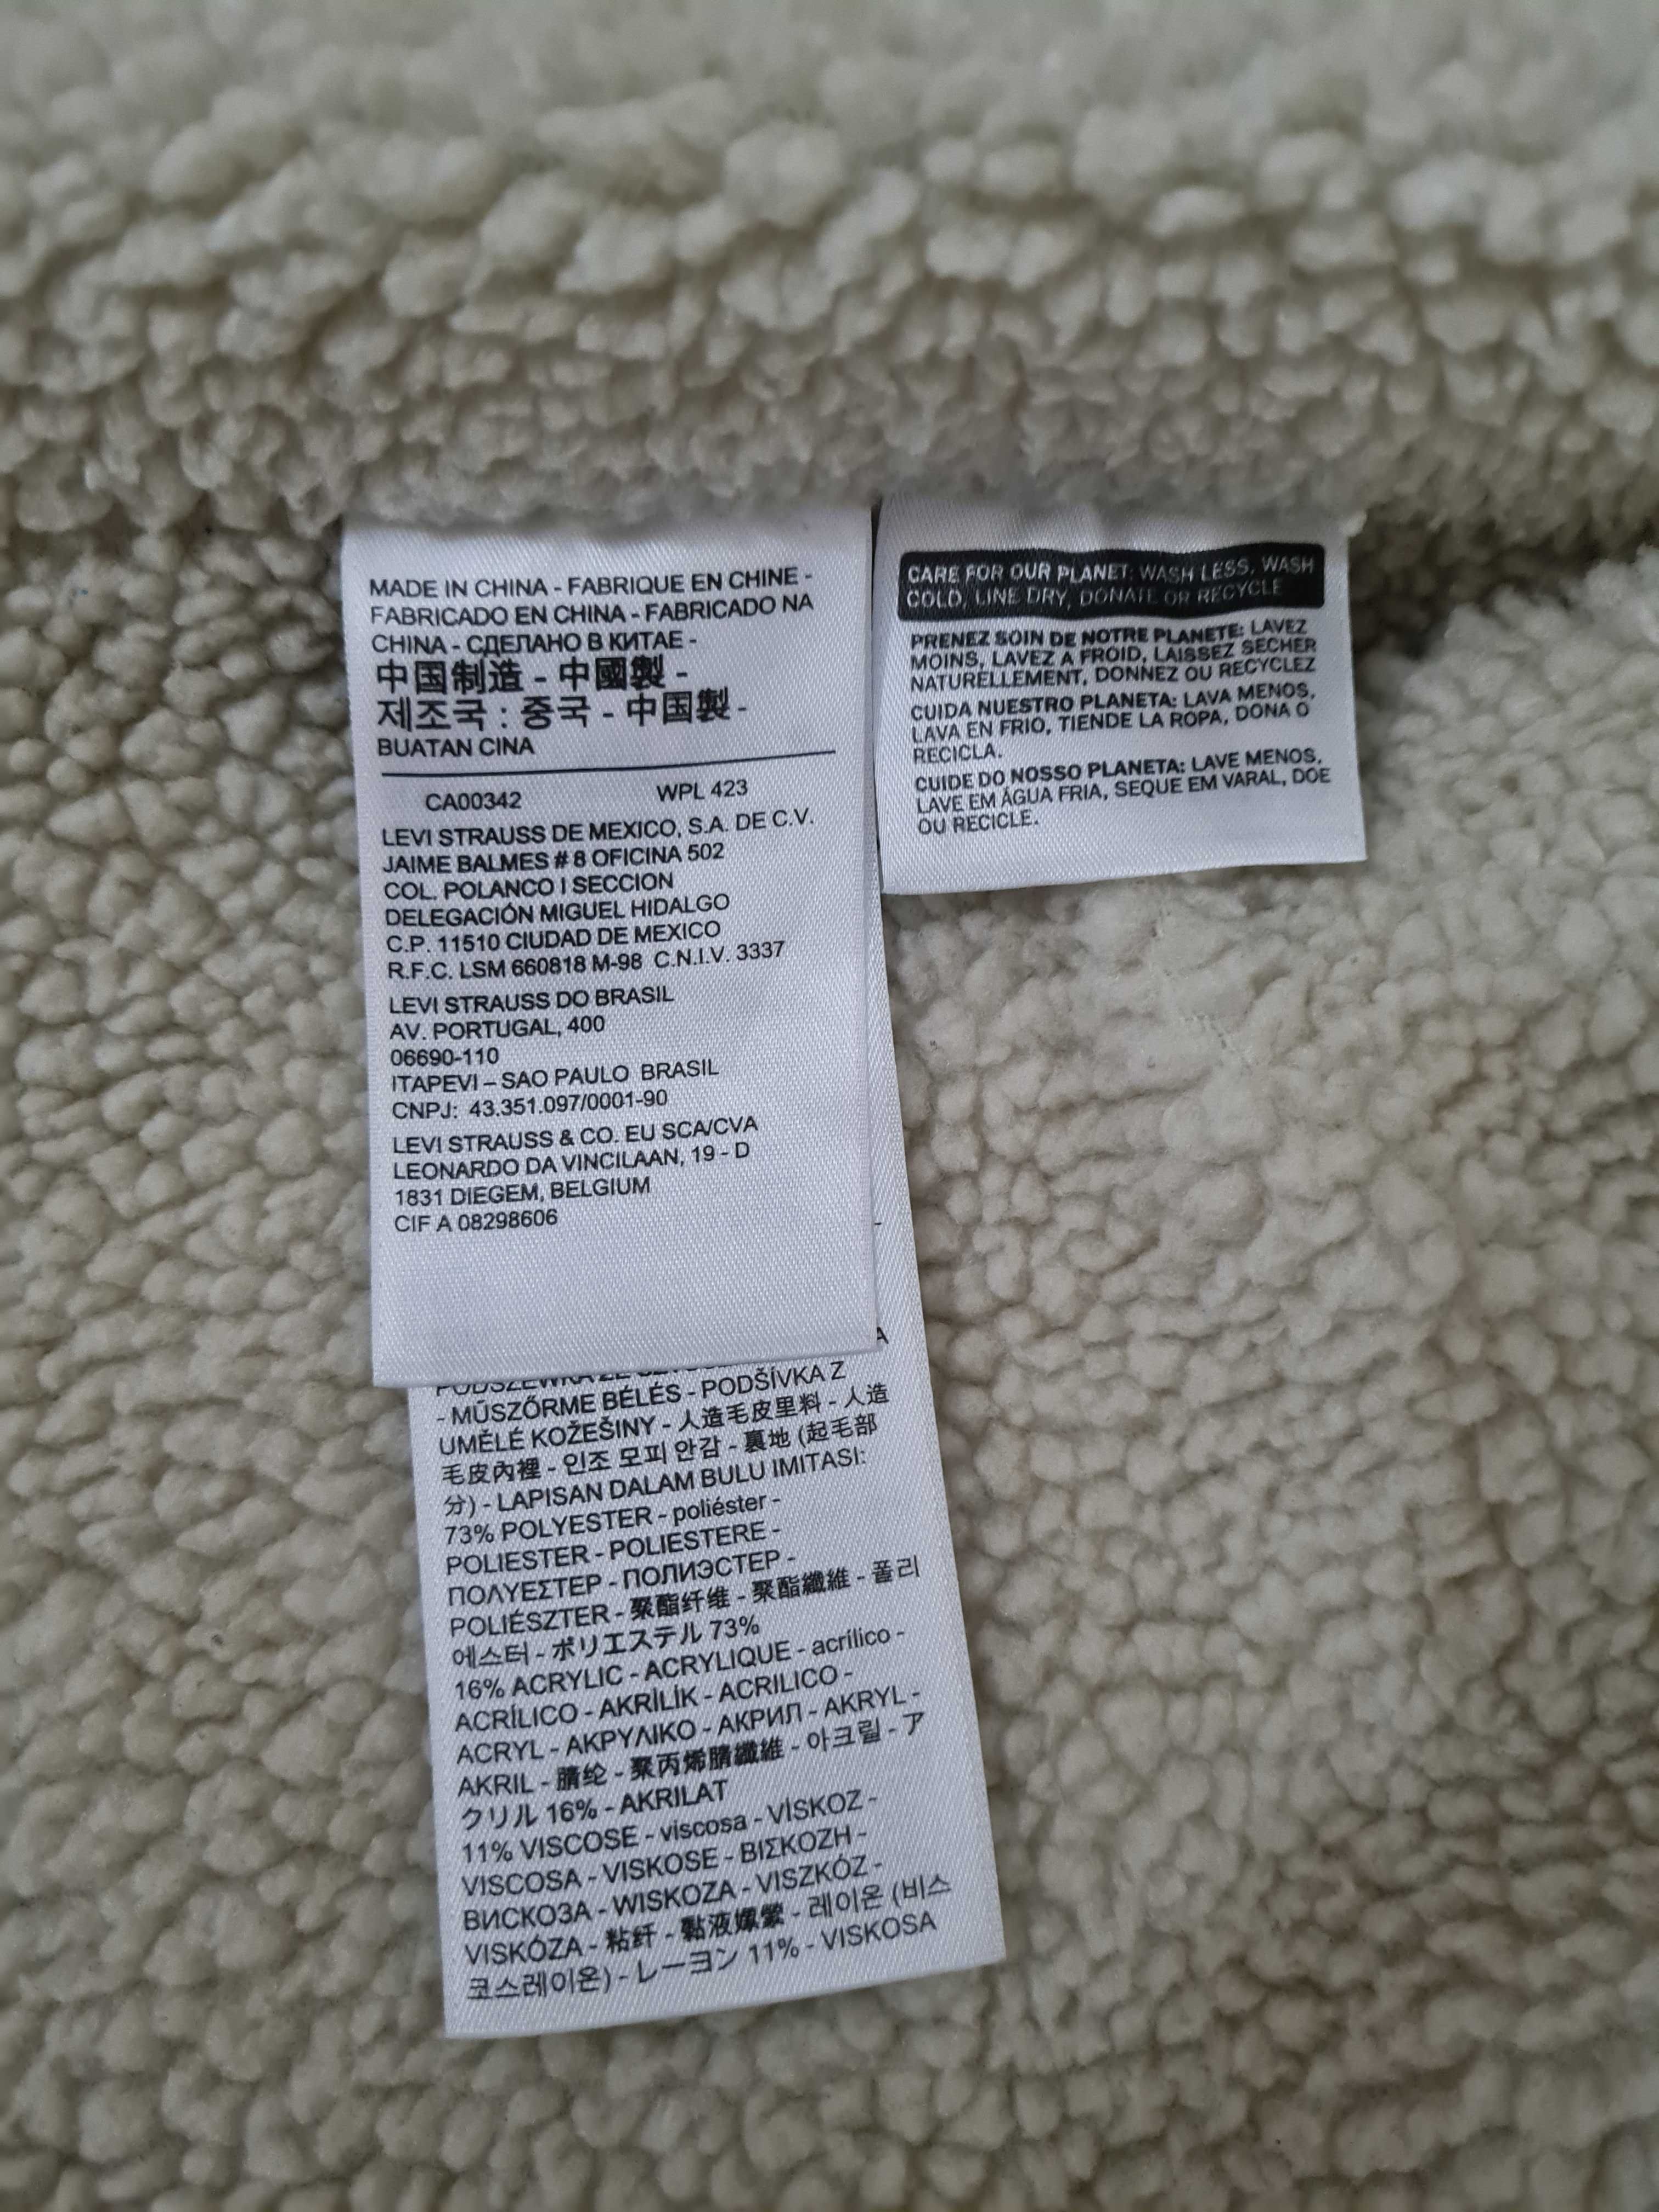 MADE IN CHINA - FABRIQUE EN CHINE -
FABRICADO EN CHINA - FABRICADO NA
CHINA - СДЕЛАНО В КИТАЕ -
中国制造 - 中國製 -
제조국 : 중국 - 中国製 -
BUATAN CINA
CA00342 WPL 423
LEVI STRAUSS DE MEXICO, S.A. DE C.V.
JAIME BALMES # 8 OFICINA 502
COL. POLANCO I SECCION
DELEGACIÓN MIGUEL HIDALGO
C.P. 11510 CIUDAD DE MEXICO
R.F.C. LSM 660818 M-98 C.N.I.V. 3337
LEVI STRAUSS DO BRASIL
AV. PORTUGAL, 400
06690-110
ITAPEVI – SAO PAULO BRASIL
CNPJ: 43.351.097/0001-90
LEVI STRAUSS & CO. EU SCA/CVA
LEONARDO DA VINCILAAN, 19 - D
1831 DIEGEM, BELGIUM
CIF A 08298606
CARE FOR OUR PLANET: WASH LESS, WASH
COLD, LINE DRY, DONATE OR RECYCLE
PRENEZ SOIN DE NOTRE PLANETE: LAVEZ
MOINS, LAVEZ A FROID, LAISSEZ SECHER
NATURELLEMENT, DONNEZ OU RECYCLEZ
CUIDA NUESTRO PLANETA: LAVA MENOS,
LAVA EN FRIO, TIENDE LA ROPA, DONA O
RECICLA.
CUIDE DO NOSSO PLANETA: LAVE MENOS,
LAVE EM ÁGUA FRIA, SEQUE EM VARAL, DOE
OU RECICLE.
PODSZEWKA ZE
- MŰSZŐRME BÉLÉS - PODŠÍVKA Z
UMĚLÉ KOŽEŠINY - 人造毛皮里料 - 人造
毛皮內裡 - 인조 모피 안감 - 裏地 (起毛部
分) - LAPISAN DALAM BULU IMITASI:
73% POLYESTER - poliéster -
POLIESTER - POLIESTERE -
ΠΟΛΥΕΣΤΕΡ - ПОЛИЭСТЕР -
POLIÉSZTER - 聚酯纤维 - 聚酯纖維 - 폴리
에스터 - ポリエステル 73%
16% ACRYLIC - ACRYLIQUE - acrílico -
ACRÍLICO - AKRİLİK - ACRILICO -
ACRYL - ΑΚΡΥΛΙΚΟ - АКРИЛ - AKRYL -
AKRIL - 腈纶 - 聚丙烯腈纖維 - 아크릴 - ア
クリル 16% - AKRILAT
11% VISCOSE - viscosa - VİSKOZ -
VISCOSA - VISKOSE - ΒΙΣΚΟΖΗ -
ВИСКОЗА - WISKOZA - VISZKÓZ -
VISKÓZA - 粘纤 - 黏液嫘縈 - 레이온 (비스
코스레이온) - レーヨン 11% - VISKOSA